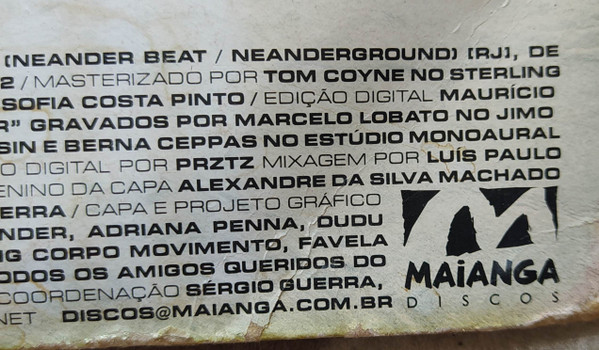 (NEANDER BEAT / NEANDERGROUND) (RJ), DE
2 / MASTERIZADO POR TOM COYNE NO STERLING
SOFIA COSTA PINTO / EDIÇÃO DIGITAL MAURÍCIO
R" GRAVADOS POR MARCELO LOBATO NO JIMO
SIN E BERNA CEPPAS NO ESTÚDIO MONOAURAL
O DIGITAL POR PRZTZ MIXAGEM POR LUÍS PAULO
ENINO DA CAPA ALEXANDRE DA SILVA MACHADO
ERRA / CAPA E PROJETO GRÁFICO
NDER, ADRIANA PENNA, DUDU
NG CORPO MOVIMENTO, FAVELA
ODOS OS AMIGOS QUERIDOS DO
COORDENAÇÃO SÉRGIO GUERRA,
NET DISCOS@MAIANGA.COM.BR
MAiANGA
DISCOS